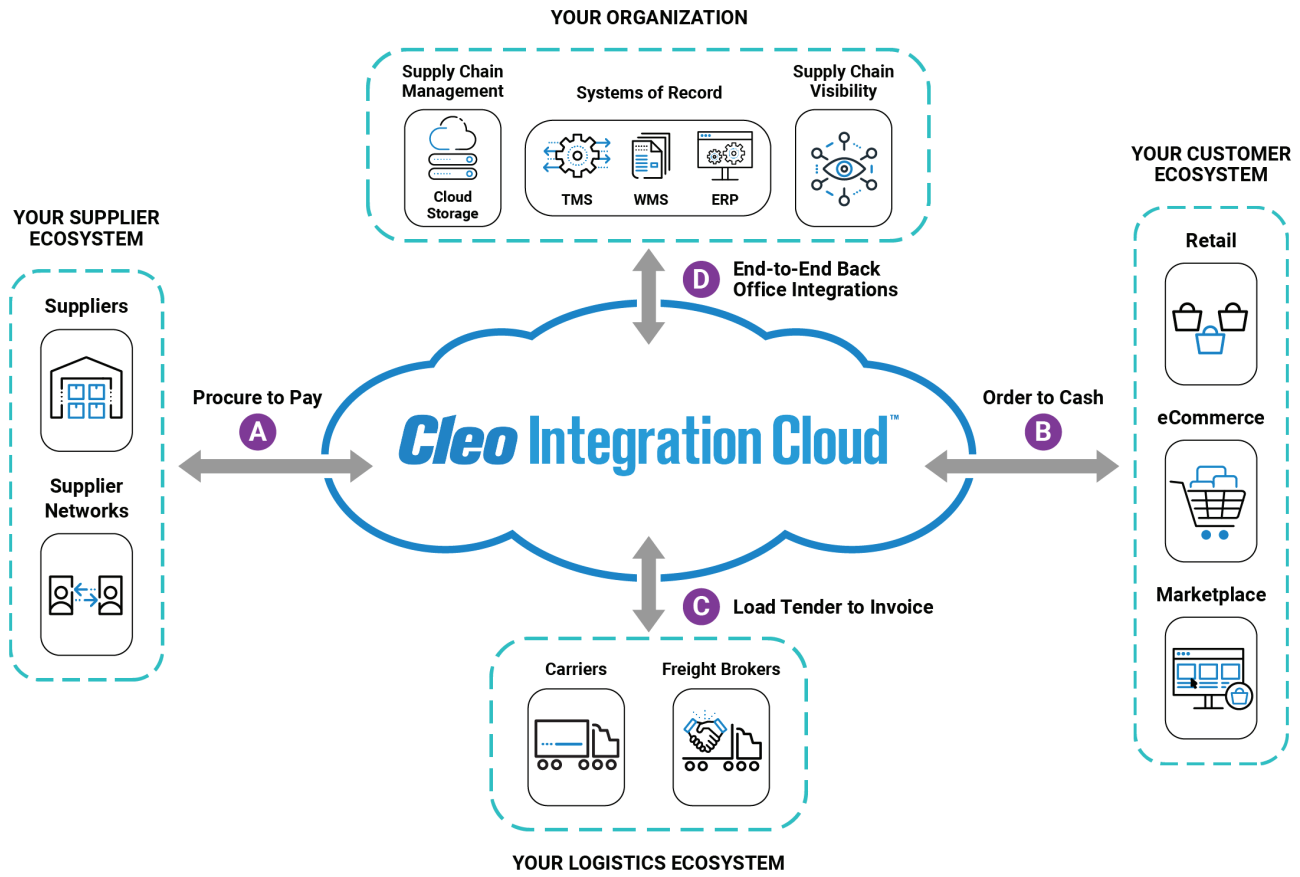 YOUR ORGANIZATION
Supply Chain
Management
Cloud
Storage
Systems of Record
TMS
WMS
ERP
Supply Chain
Visibility
YOUR SUPPLIER
ECOSYSTEM
Suppliers
Supplier
Networks
Procure to Pay
A
D
End-to-End Back
Office Integrations
Cleo Integration Cloud™
Order to Cash
B
C
Load Tender to Invoice
YOUR CUSTOMER
ECOSYSTEM
Retail
eCommerce
Marketplace
Carriers
Freight Brokers
YOUR LOGISTICS ECOSYSTEM